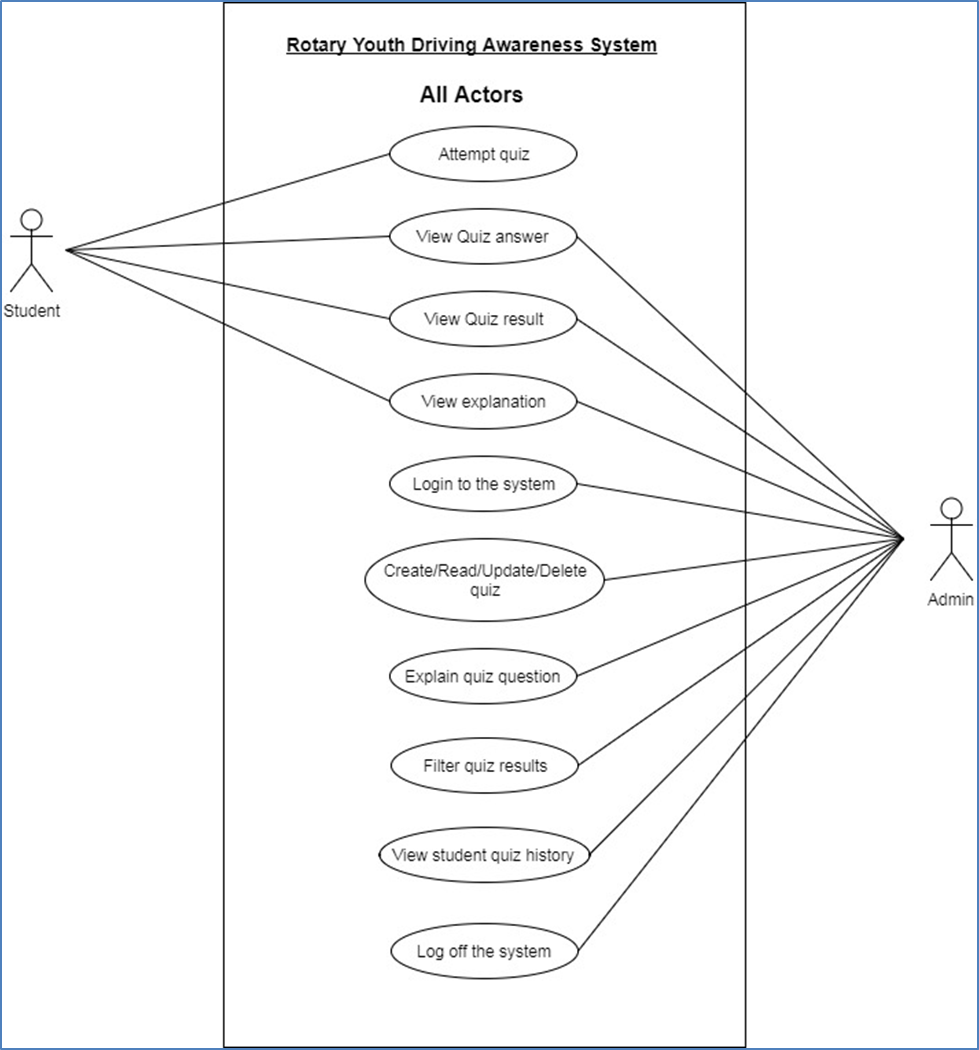 Rotary Youth Driving Awareness System
All Actors
Attempt quiz
View Quiz answer
Student
View Quiz result
View explanation
Login to the system
Create/Read/Update/Delete
quiz
Admin
Explain quiz question
Filter quiz results
View student quiz history
Log off the system